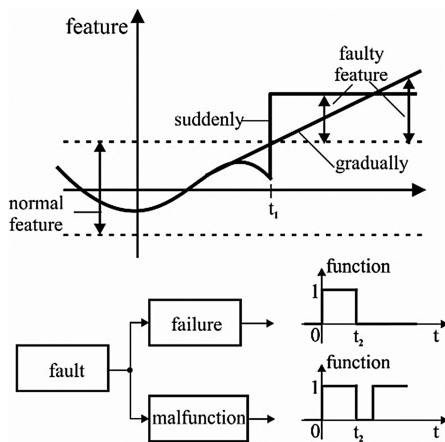 feature
faulty
feature
suddenly
gradually
normal
feature
t₁
function
1
failure
0
t₂
t
fault
function
1
malfunction
0
t₂
t